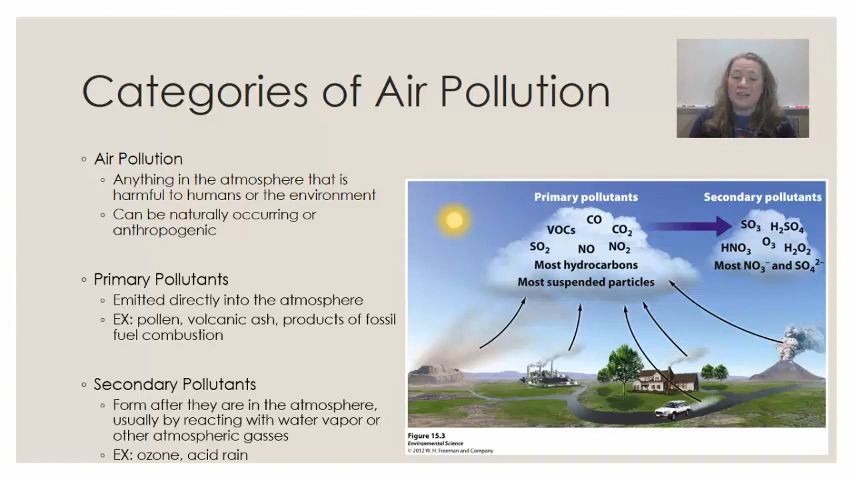 Categories of Air Pollution
◦ Air Pollution
◦ Anything in the atmosphere that is
harmful to humans or the environment
◦ Can be naturally occurring or
anthropogenic
◦ Primary Pollutants
◦ Emitted directly into the atmosphere
◦ EX: pollen, volcanic ash, products of fossil
fuel combustion
◦ Secondary Pollutants
◦ Form after they are in the atmosphere,
usually by reacting with water vapor or
other atmospheric gasses
◦ EX: ozone, acid rain
Primary pollutants
CO
VOCs CO₂
SO₂ NO NO₂
Most hydrocarbons
Most suspended particles
Secondary pollutants
SO₃ H₂SO₄
HNO₃ O₃ H₂O₂
Most NO₃⁻ and SO₄²⁻
Figure 15.3
Environmental Science
© 2012 W. H. Freeman and Company